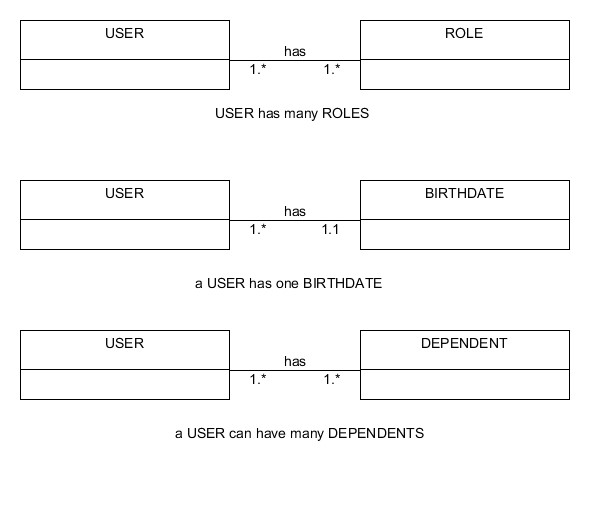 USER ROLE
has
1.* 1.*
USER has many ROLES
USER BIRTHDATE
has
1.* 1.1
a USER has one BIRTHDATE
USER DEPENDENT
has
1.* 1.*
a USER can have many DEPENDENTS